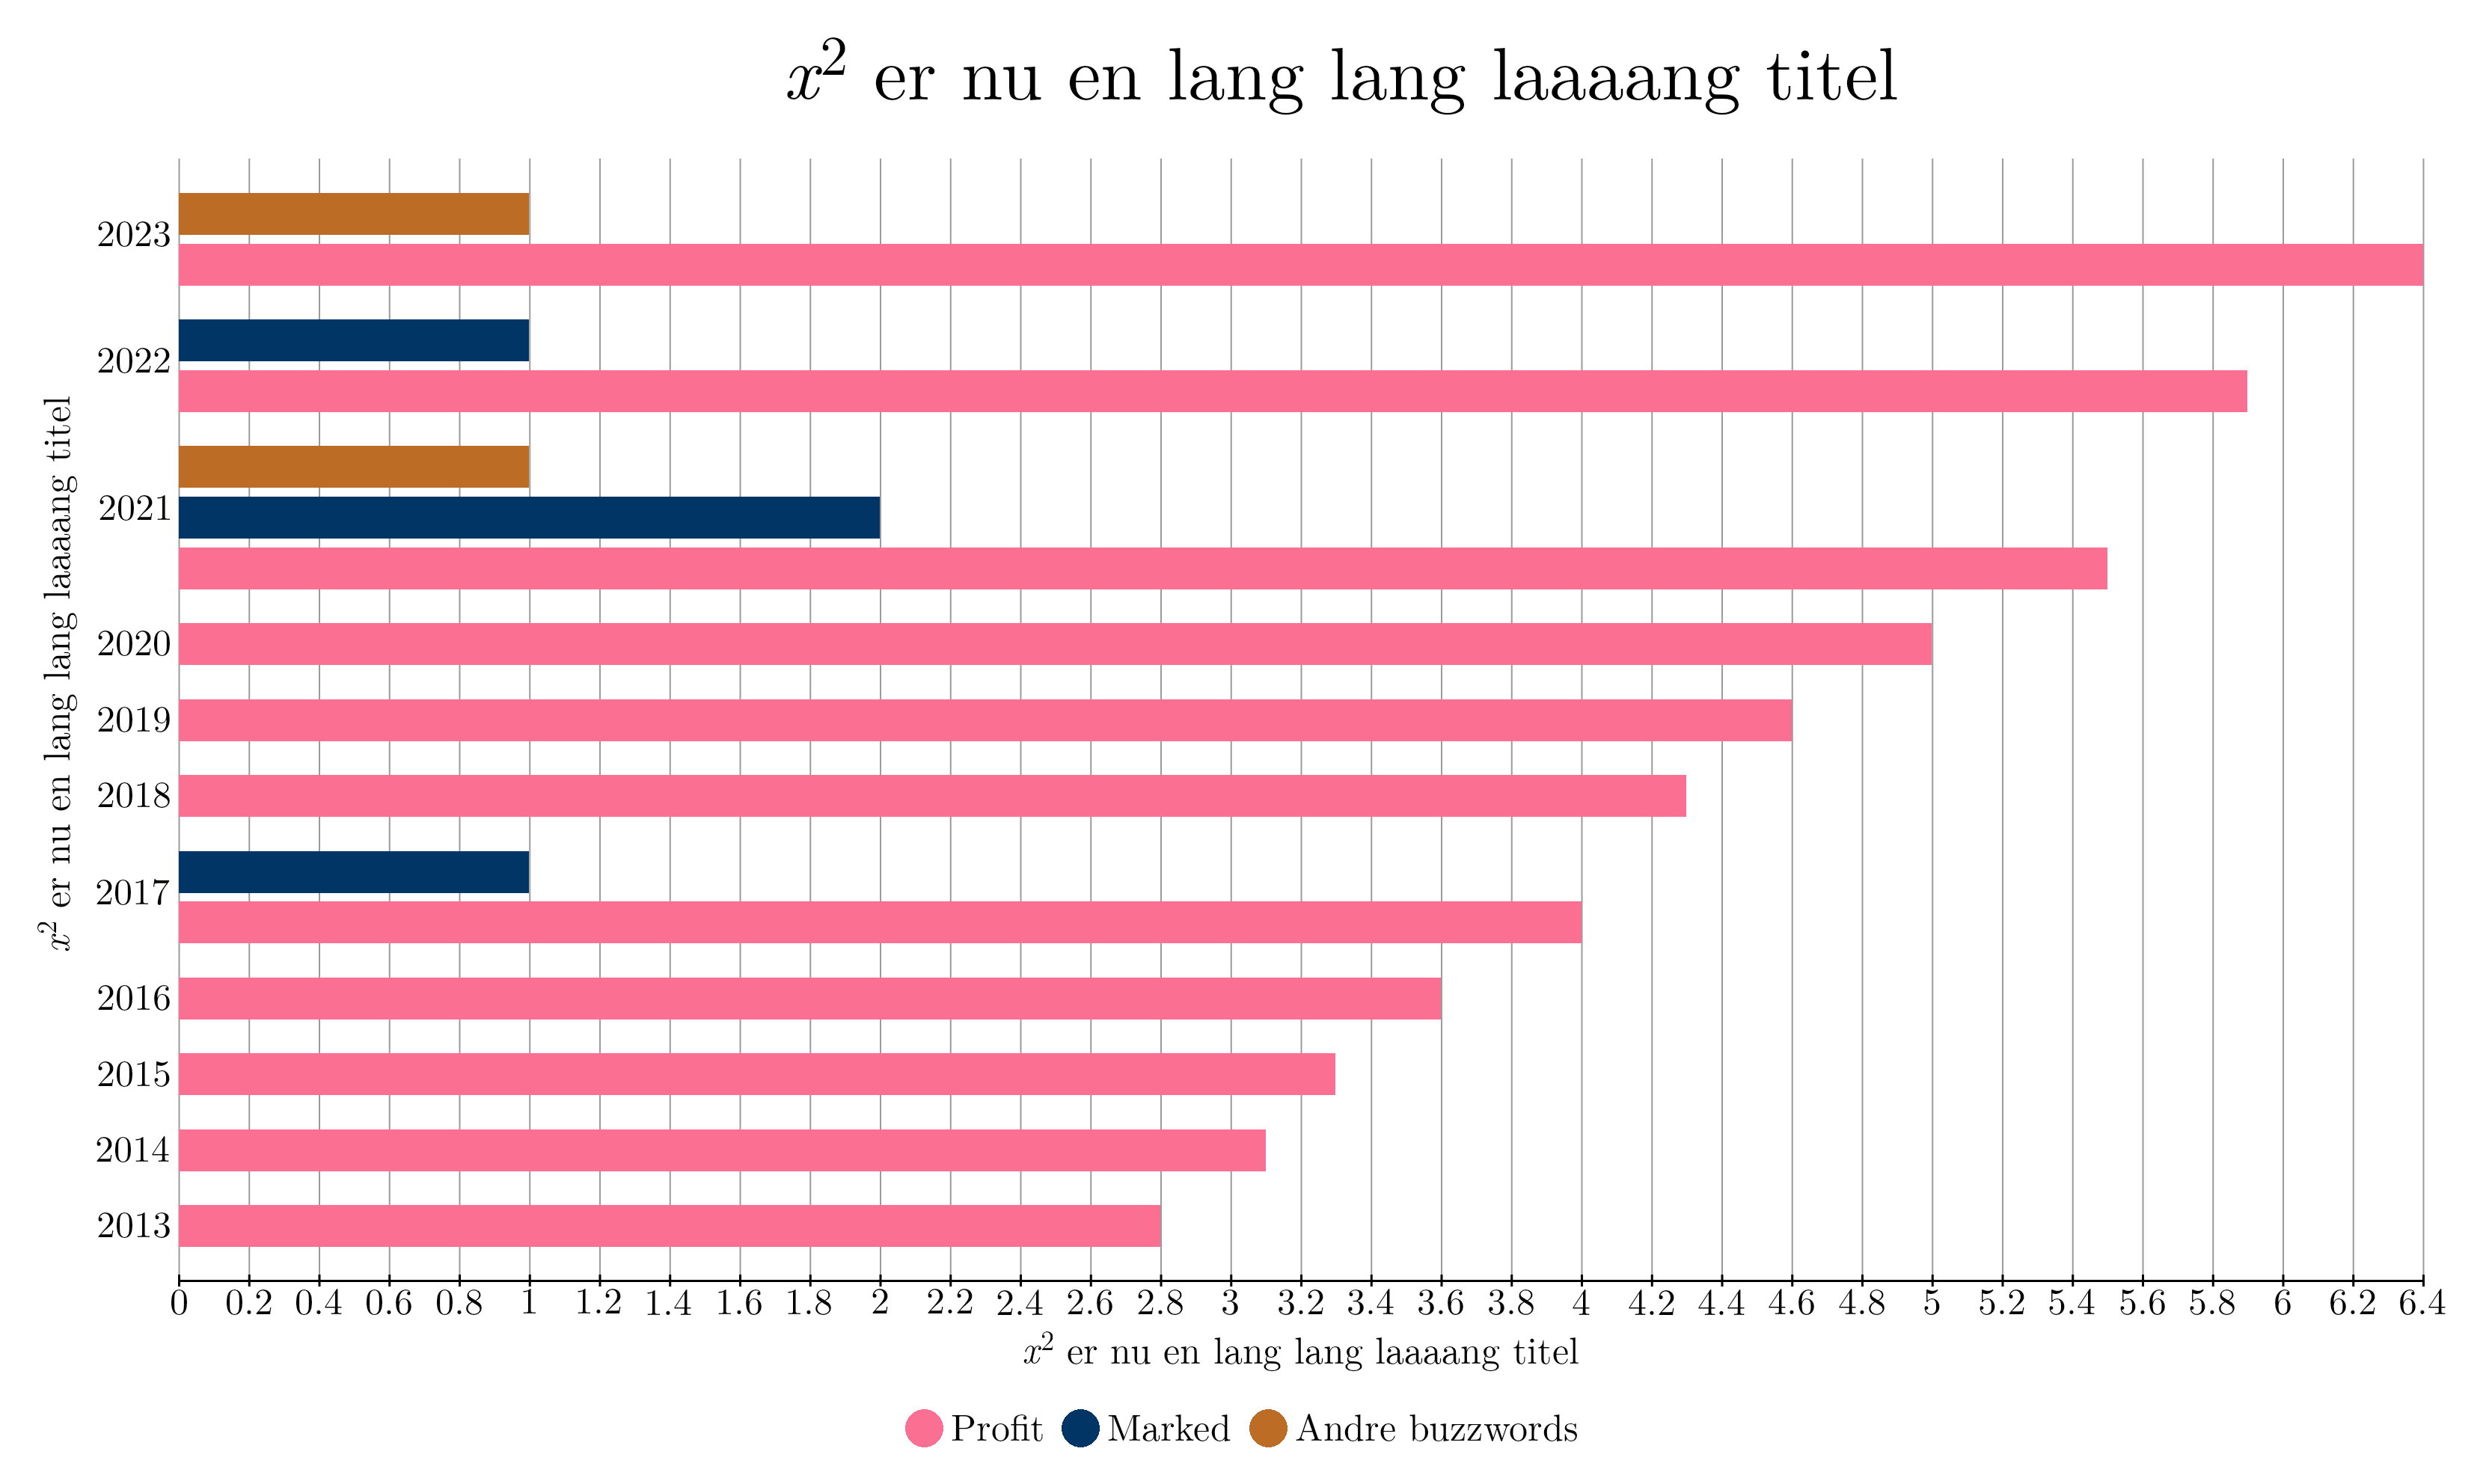 x² er nu en lang lang laaaang titel
x² er nu en lang lang laaaang titel
2023
2022
2021
2020
2019
2018
2017
2016
2015
2014
2013
0 0.2 0.4 0.6 0.8 1 1.2 1.4 1.6 1.8 2 2.2 2.4 2.6 2.8 3 3.2 3.4 3.6 3.8 4 4.2 4.4 4.6 4.8 5 5.2 5.4 5.6 5.8 6 6.2 6.4
x² er nu en lang lang laaaang titel
Profit Marked Andre buzzwords